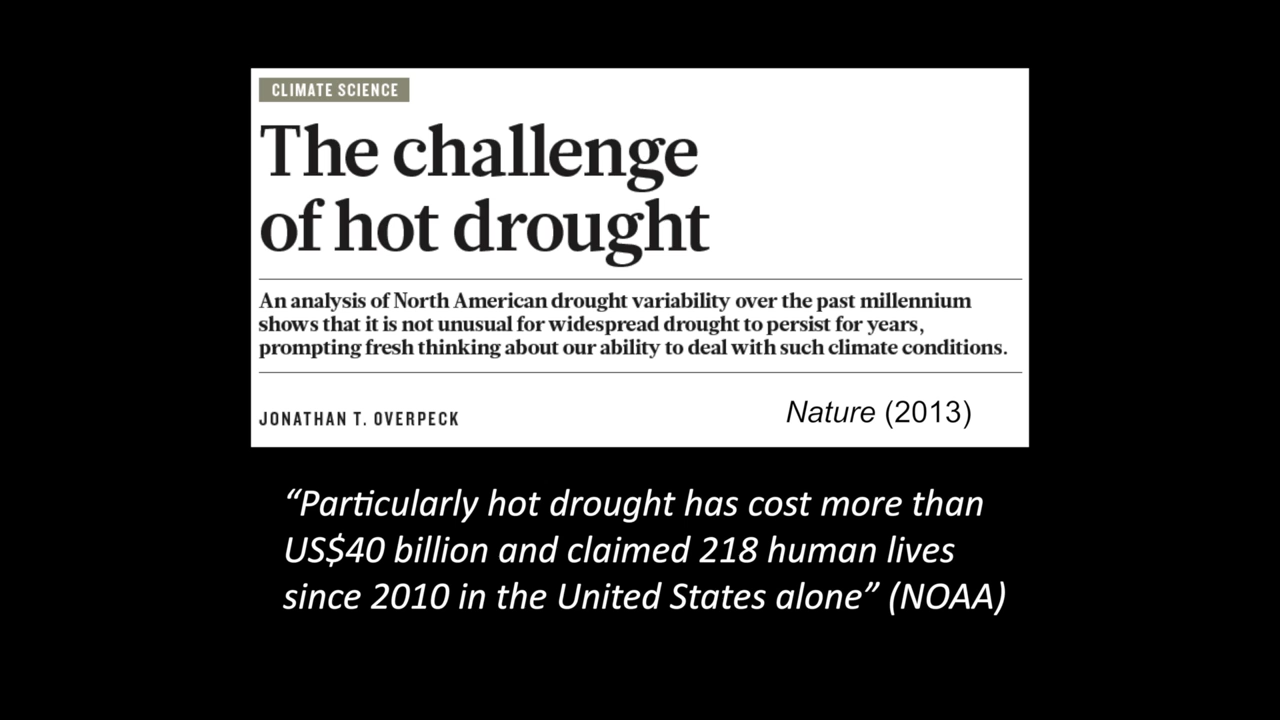 CLIMATE SCIENCE
The challenge
of hot drought
An analysis of North American drought variability over the past millennium
shows that it is not unusual for widespread drought to persist for years,
prompting fresh thinking about our ability to deal with such climate conditions.
JONATHAN T. OVERPECK
Nature (2013)
“Particularly hot drought has cost more than
US$40 billion and claimed 218 human lives
since 2010 in the United States alone” (NOAA)